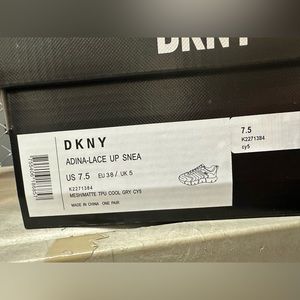 DKNY
DKNY
ADINA-LACE UP SNEA
US 7.5 EU 38 / UK 5
K2271384
MESH/MATTE TPU COOL GRY CY5
MADE IN CHINA ONE PAIR
7.5
K2271384
cy5